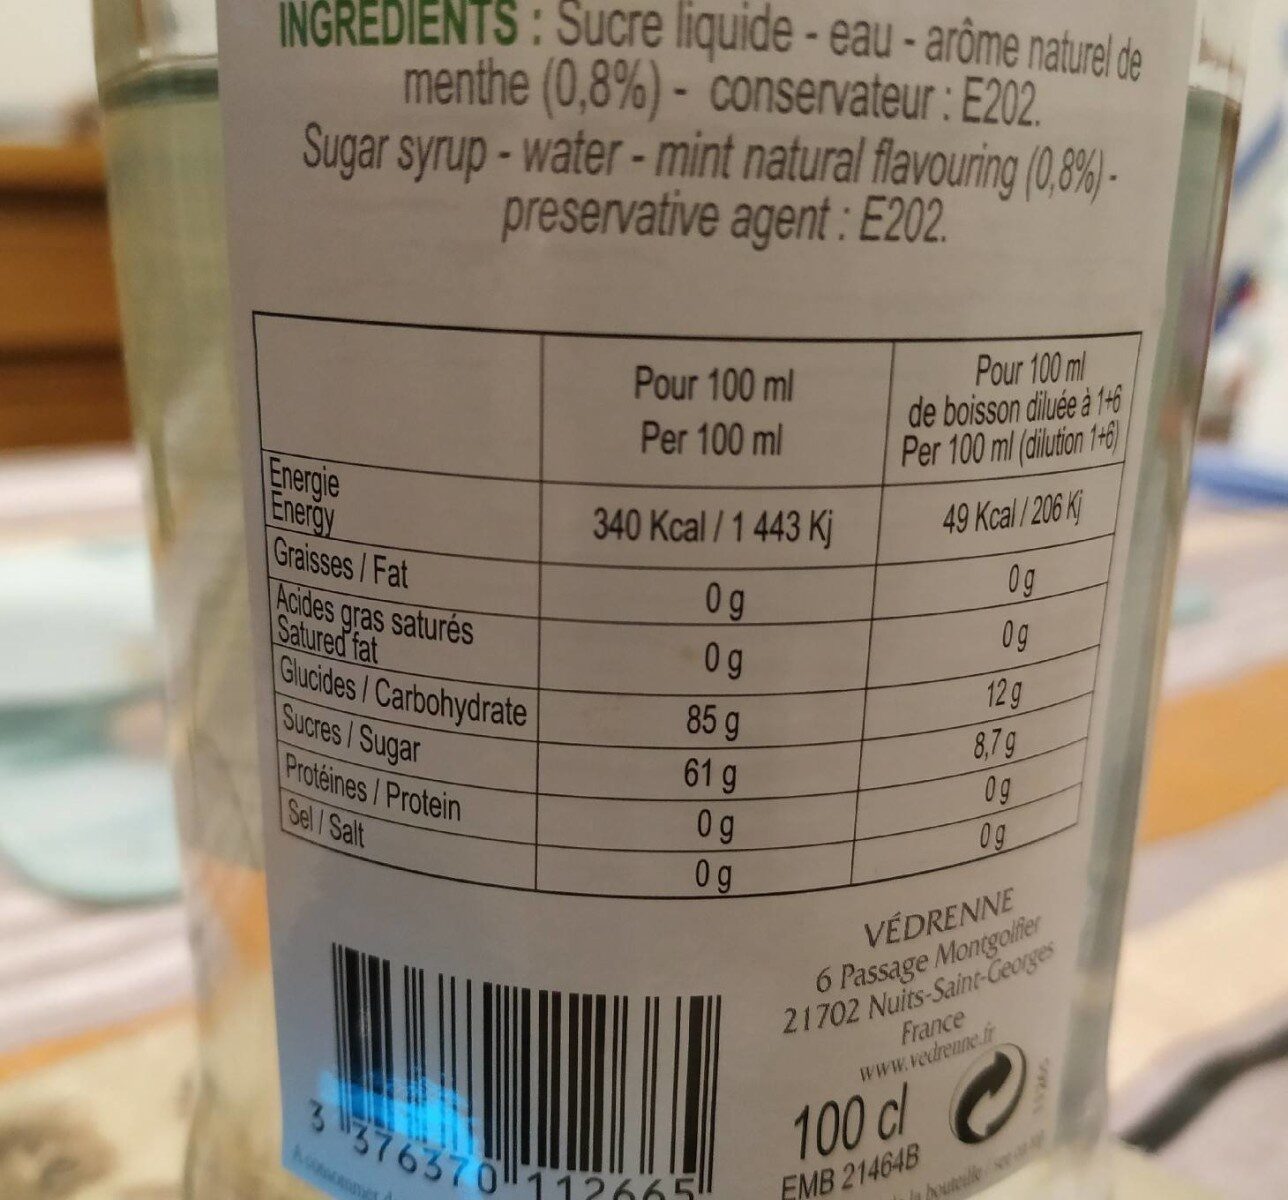 INGRÉDIENTS : Sucre liquide - eau - arôme naturel de
menthe (0,8%) - conservateur : E202.
Sugar syrup - water - mint natural flavouring (0,8%) -
preservative agent : E202.
Pour 100 ml
Per 100 ml
Pour 100 ml
de boisson diluée à 1+6
Per 100 ml (dilution 1+6)
Energie
Energy
340 Kcal / 1 443 Kj
49 Kcal / 206 Kj
Graisses / Fat
0 g
0 g
Acides gras saturés
Satured fat
0 g
0 g
Glucides / Carbohydrate
85 g
12 g
Sucres / Sugar
61 g
8,7 g
Protéines / Protein
0 g
0 g
Sel / Salt
0 g
0 g
VÉDRENNE
6 Passage Montgolfier
21702 Nuits-Saint-Georges
France
www.vedrenne.fr
100 cl
EMB 21464B
3 376370 112665
A consommer
la bouteille